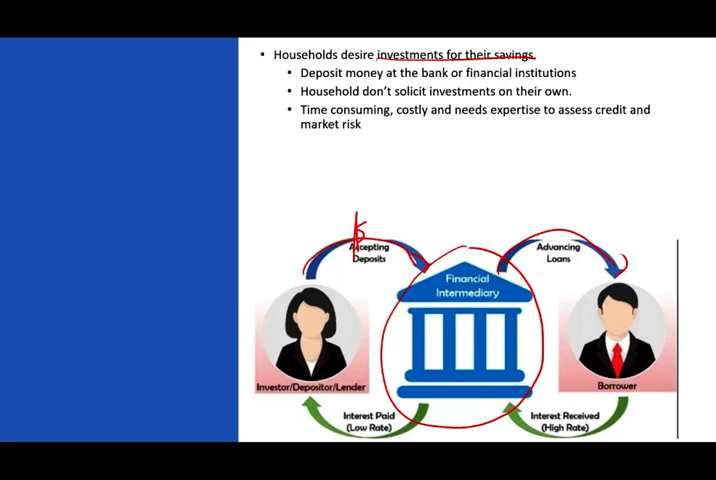 • Households desire investments for their savings.
• Deposit money at the bank or financial institutions
• Household don't solicit investments on their own.
• Time consuming, costly and needs expertise to assess credit and
market risk
$
Accepting
Deposits
Advancing
Loans
Financial
Intermediary
Investor/Depositor/Lender
Borrower
Interest Paid
(Low Rate)
Interest Received
(High Rate)